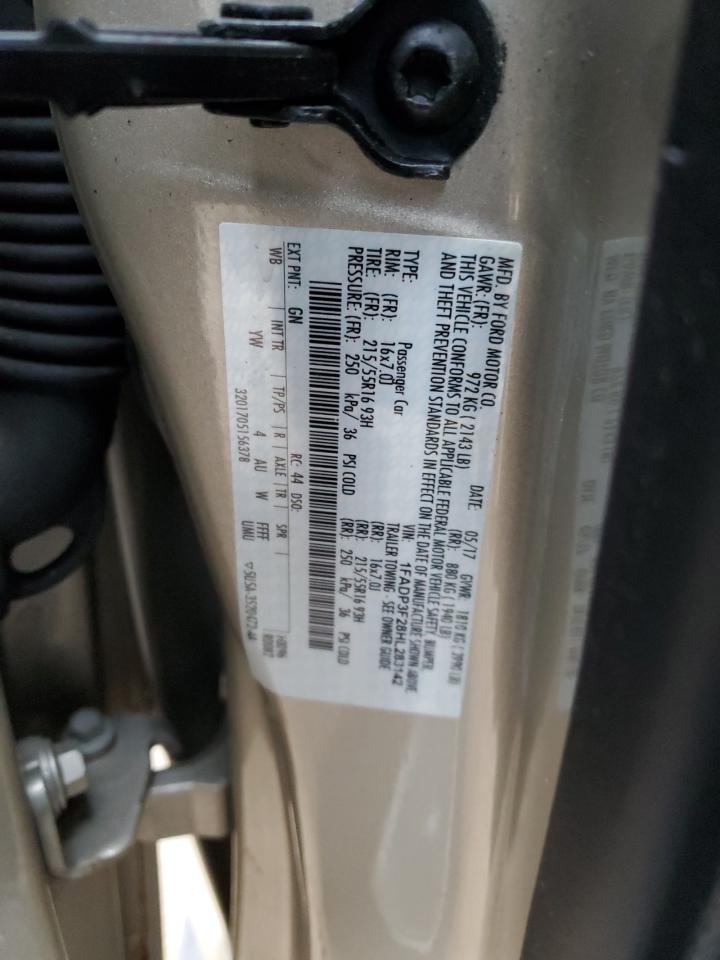 MFD. BY FORD MOTOR CO. DATE: 05/17 GVWR: 1810 KG ( 3990 LB)
GAWR: (FR): 972 KG ( 2143 LB) (RR): 880 KG ( 1940 LB)
THIS VEHICLE CONFORMS TO ALL APPLICABLE FEDERAL MOTOR VEHICLE SAFETY, BUMPER
AND THEFT PREVENTION STANDARDS IN EFFECT ON THE DATE OF MANUFACTURE SHOWN ABOVE.
VIN: 1FADP3F28HL283142
TYPE: Passenger Car TRAILER TOWING - SEE OWNER GUIDE
RIM: (FR): 16x7.0J (RR): 16x7.0J
TIRE: (FR): 215/55R16 93H (RR): 215/55R16 93H
PRESSURE: (FR): 250 kPa/ 36 PSI COLD (RR): 250 kPa/ 36 PSI COLD
EXT PNT: GN RC: 44 DSO:
WB | INT TR | TP/PS | R | AXLE | TR | SPR |
YW 4 AU W FFFF
UMU
3201705156378